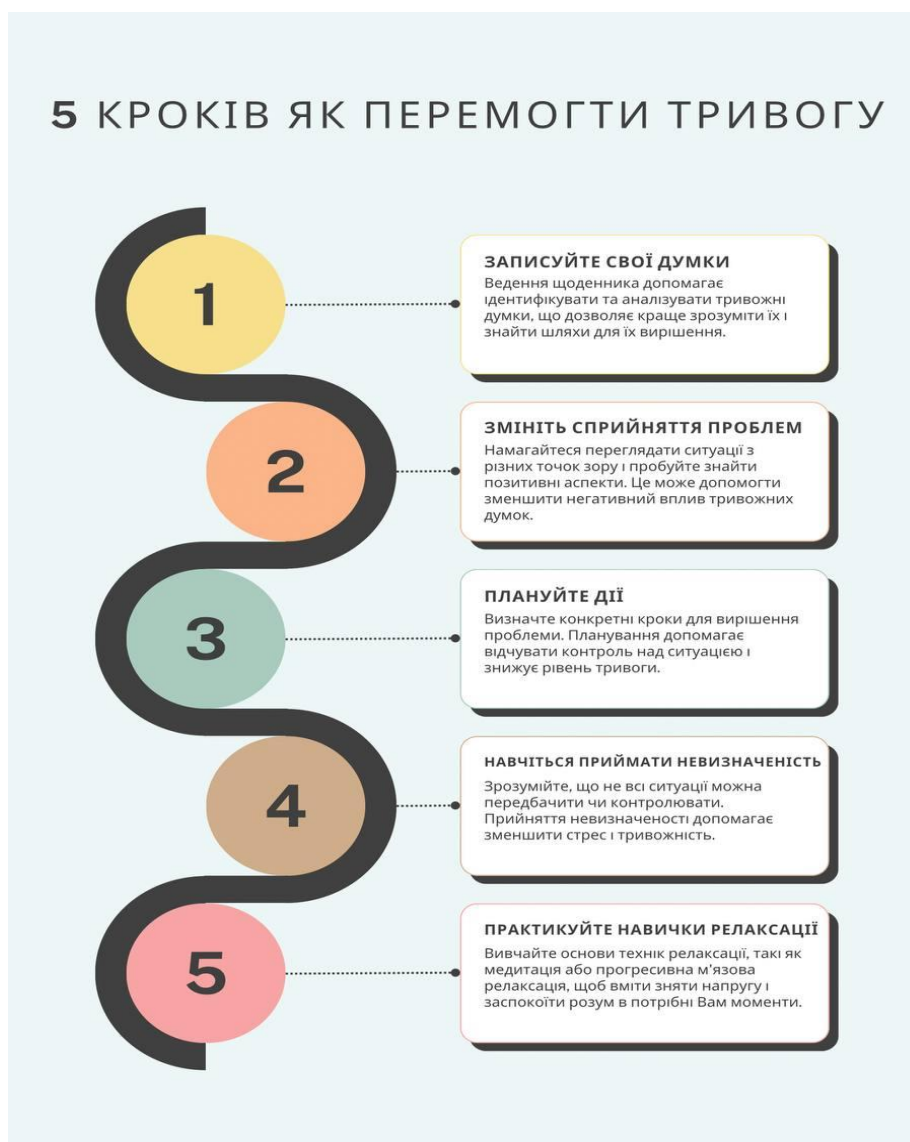 5 КРОКІВ ЯК ПЕРЕМОГТИ ТРИВОГУ
1
ЗАПИСУЙТЕ СВОЇ ДУМКИ
Ведення щоденника допомагає
ідентифікувати та аналізувати тривожні
думки, що дозволяє краще зрозуміти їх і
знайти шляхи для їх вирішення.
2
ЗМІНІТЬ СПРИЙНЯТТЯ ПРОБЛЕМ
Намагайтеся переглядати ситуації з
різних точок зору і пробуйте знайти
позитивні аспекти. Це може допомогти
зменшити негативний вплив тривожних
думок.
3
ПЛАНУЙТЕ ДІЇ
Визначте конкретні кроки для вирішення
проблеми. Планування допомагає
відчувати контроль над ситуацією і
знижує рівень тривоги.
4
НАВЧІТЬСЯ ПРИЙМАТИ НЕВИЗНАЧЕНІСТЬ
Зрозумійте, що не всі ситуації можна
передбачити чи контролювати.
Прийняття невизначеності допомагає
зменшити стрес і тривожність.
5
ПРАКТИКУЙТЕ НАВИЧКИ РЕЛАКСАЦІЇ
Вивчайте основи технік релаксації, такі як
медитація або прогресивна м'язова
релаксація, щоб вміти зняти напругу і
заспокоїти розум в потрібні Вам моменти.